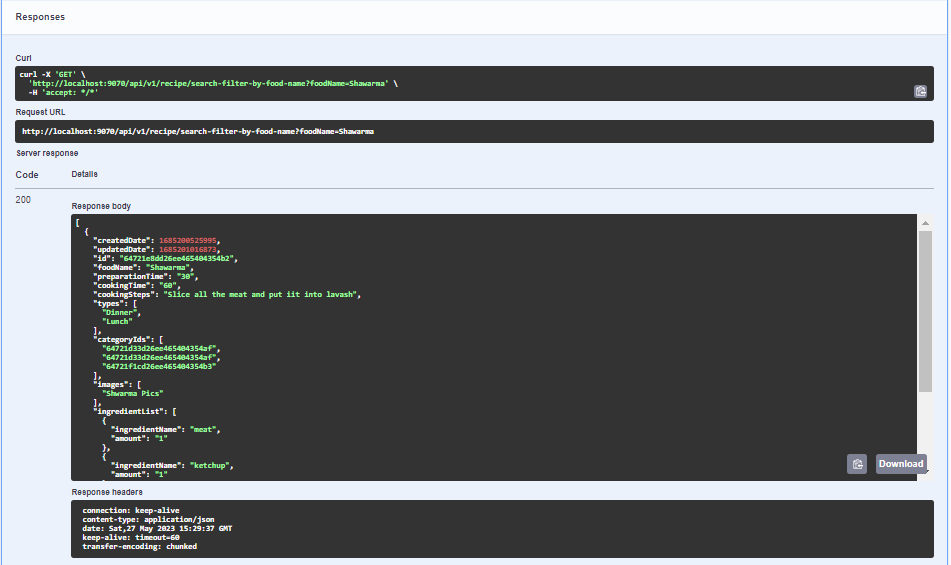 Responses
Curl
curl -X 'GET' \
'http://localhost:9070/api/v1/recipe/search-filter-by-food-name?foodName=Shawarma' \
-H 'accept: */*'
Request URL
http://localhost:9070/api/v1/recipe/search-filter-by-food-name?foodName=Shawarma
Server response
Code Details
200
Response body
[
{
"createdDate": 1685200525995,
"updatedDate": 1685201016873,
"id": "64721e8dd26ee465404354b2",
"foodName": "Shawarma",
"preparationTime": "30",
"cookingTime": "60",
"cookingSteps": "Slice all the meat and put iit into lavash",
"types": [
"Dinner",
"Lunch"
],
"categoryIds": [
"64721d33d26ee465404354af",
"64721d33d26ee465404354af",
"64721f1cd26ee465404354b3"
],
"images": [
"Shwarma Pics"
],
"ingredientList": [
{
"ingredientName": "meat",
"amount": "1"
},
{
"ingredientName": "ketchup",
"amount": "1"
Download
Response headers
connection: keep-alive
content-type: application/json
date: Sat,27 May 2023 15:29:37 GMT
keep-alive: timeout=60
transfer-encoding: chunked